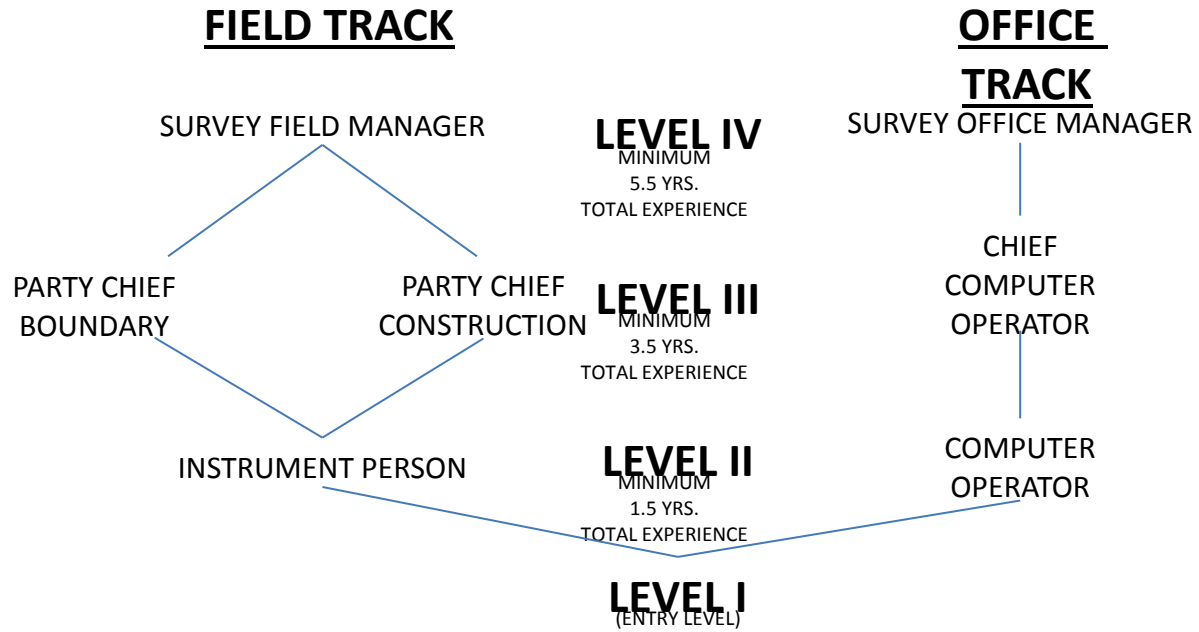 FIELD TRACK
OFFICE
TRACK
SURVEY FIELD MANAGER
LEVEL IV
MINIMUM
5.5 YRS.
TOTAL EXPERIENCE
SURVEY OFFICE MANAGER
PARTY CHIEF
BOUNDARY
PARTY CHIEF
CONSTRUCTION
LEVEL III
MINIMUM
3.5 YRS.
TOTAL EXPERIENCE
CHIEF
COMPUTER
OPERATOR
INSTRUMENT PERSON
LEVEL II
MINIMUM
1.5 YRS.
TOTAL EXPERIENCE
COMPUTER
OPERATOR
LEVEL I
(ENTRY LEVEL)